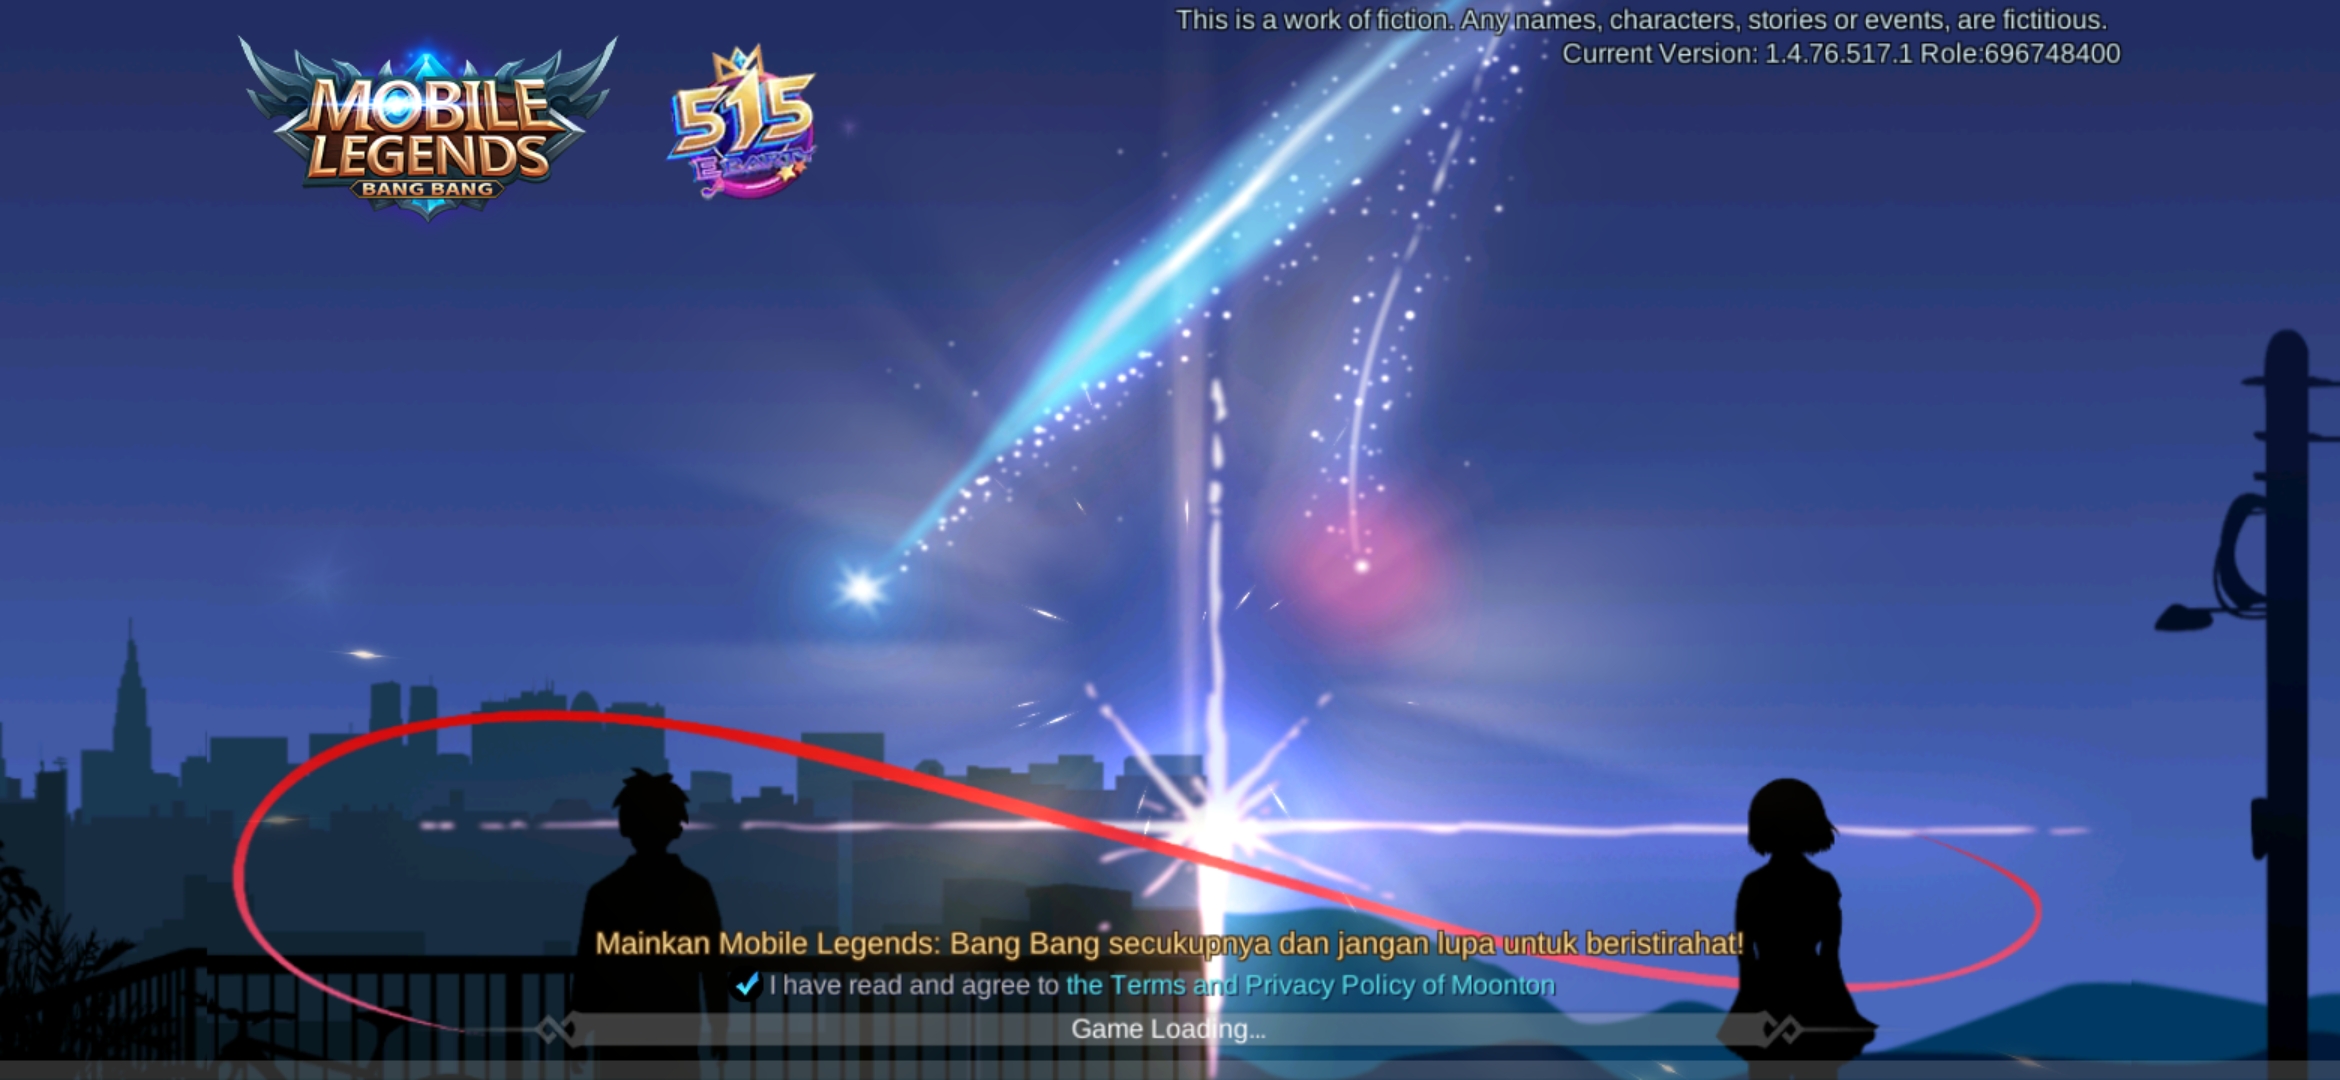 This is a work of fiction. Any names, characters, stories or events, are fictitious.
Current Version: 1.4.76.517.1 Role:696748400
MOBILE
LEGENDS
BANG BANG
515
E PARTY
Mainkan Mobile Legends: Bang Bang secukupnya dan jangan lupa untuk beristirahat!
I have read and agree to the Terms and Privacy Policy of Moonton
Game Loading...